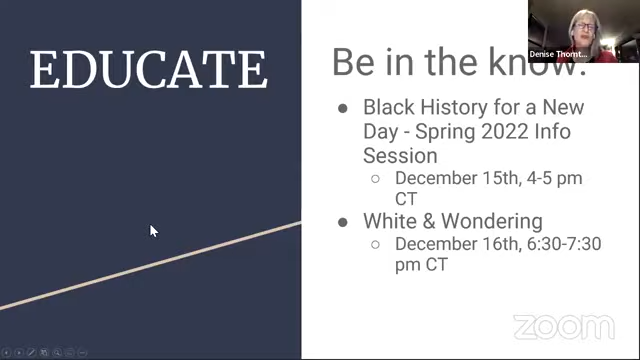 EDUCATE
Be in the know:
● Black History for a New
Day - Spring 2022 Info
Session
○ December 15th, 4-5 pm
CT
● White & Wondering
○ December 16th, 6:30-7:30
pm CT
Denise Thornt...
zoom